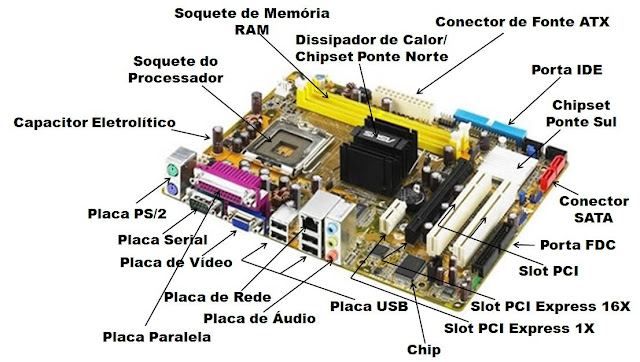 Soquete de Memória
RAM
Conector de Fonte ATX
Dissipador de Calor/
Chipset Ponte Norte
Soquete do
Processador
Porta IDE
Chipset
Ponte Sul
Capacitor Eletrolítico
ASUS
Placa PS/2
Conector
SATA
Placa Serial
Porta FDC
Placa de Vídeo
Slot PCI
Placa de Rede
Placa USB
Slot PCI Express 16X
Placa de Áudio
Slot PCI Express 1X
Placa Paralela
Chip